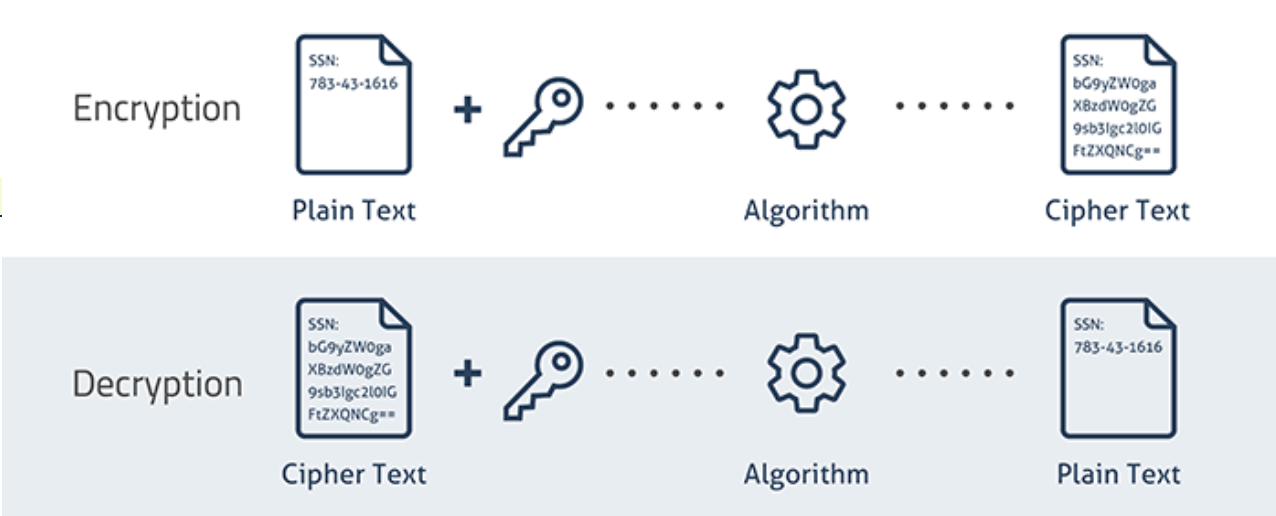 Encryption
SSN:
783-43-1616
+
Plain Text
Algorithm
SSN:
bG9yZW0ga
XBzdW0gZG
9sb3Igc2l0IG
FtZXQNCg==
Cipher Text
Decryption
SSN:
bG9yZW0ga
XBzdW0gZG
9sb3Igc2l0IG
FtZXQNCg==
+
Cipher Text
Algorithm
SSN:
783-43-1616
Plain Text